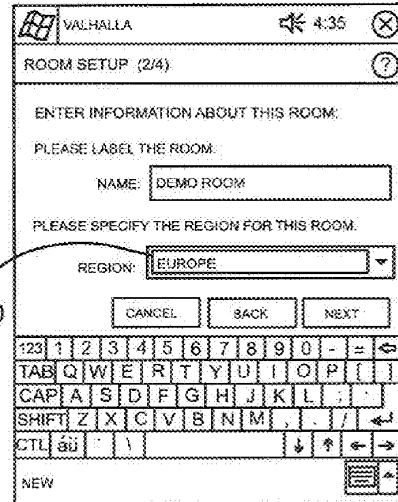 VALHALLA 4:35
ROOM SETUP (2/4) ?
ENTER INFORMATION ABOUT THIS ROOM:
PLEASE LABEL THE ROOM.
NAME: DEMO ROOM
PLEASE SPECIFY THE REGION FOR THIS ROOM.
REGION: EUROPE
CANCEL BACK NEXT
123 1 2 3 4 5 6 7 8 9 0 - =
TAB Q W E R T Y U I O P [ ]
CAP A S D F G H J K L ; '
SHIFT Z X C V B N M , . /
CTL áü ` \
NEW